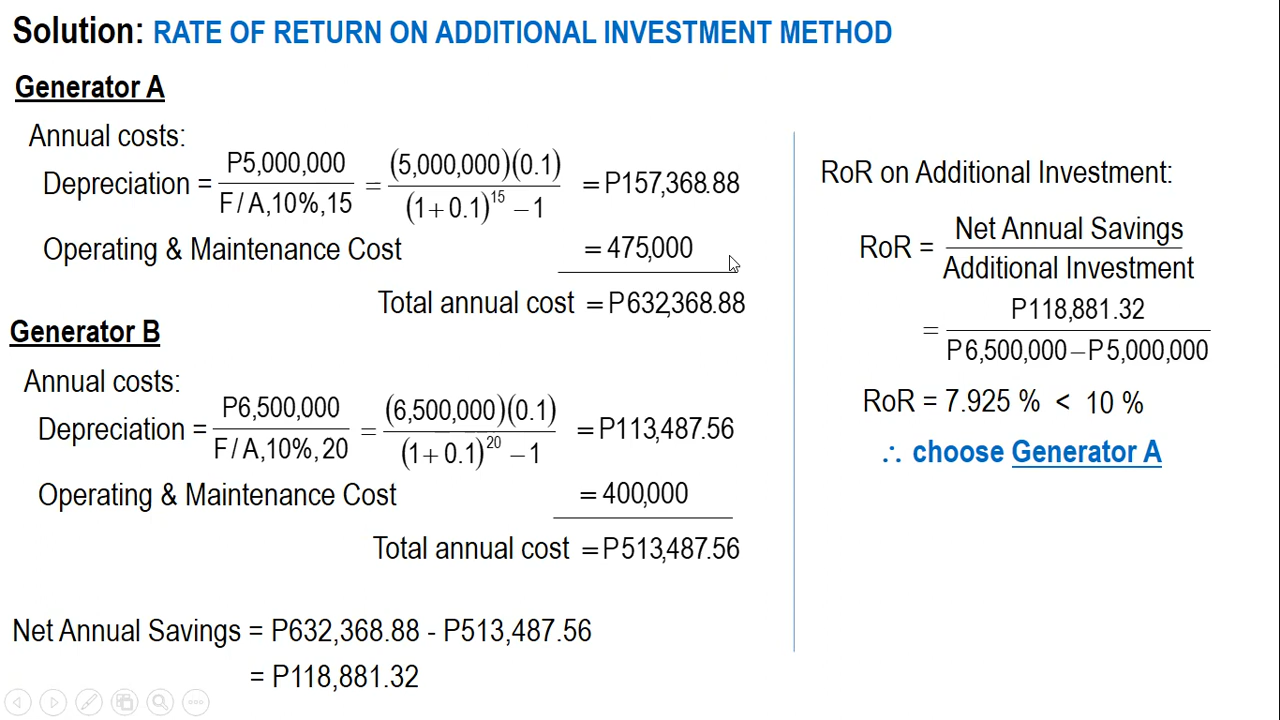 Solution: RATE OF RETURN ON ADDITIONAL INVESTMENT METHOD
Generator A
Annual costs:
Depreciation = P5,000,000 / F / A,10%,15 = (5,000,000)(0.1) / (1+0.1)^15 − 1 = P157,368.88
Operating & Maintenance Cost = 475,000
Total annual cost = P632,368.88
Generator B
Annual costs:
Depreciation = P6,500,000 / F / A,10%,20 = (6,500,000)(0.1) / (1+0.1)^20 − 1 = P113,487.56
Operating & Maintenance Cost = 400,000
Total annual cost = P513,487.56
Net Annual Savings = P632,368.88 - P513,487.56
= P118,881.32
RoR on Additional Investment:
RoR = Net Annual Savings / Additional Investment
= P118,881.32 / P6,500,000 − P5,000,000
RoR = 7.925 % < 10 %
∴ choose Generator A